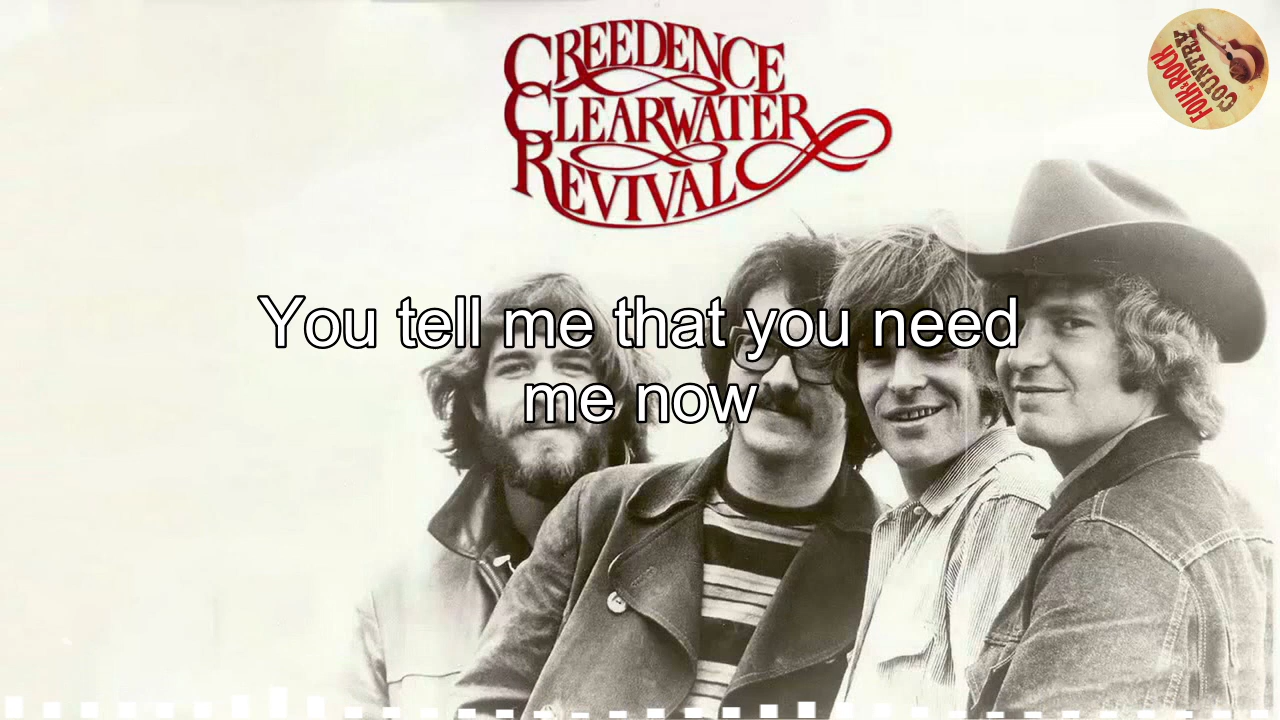 CREEDENCE
CLEARWATER
REVIVAL
FOLK & ROCK
COUNTRY
You tell me that you need
me now